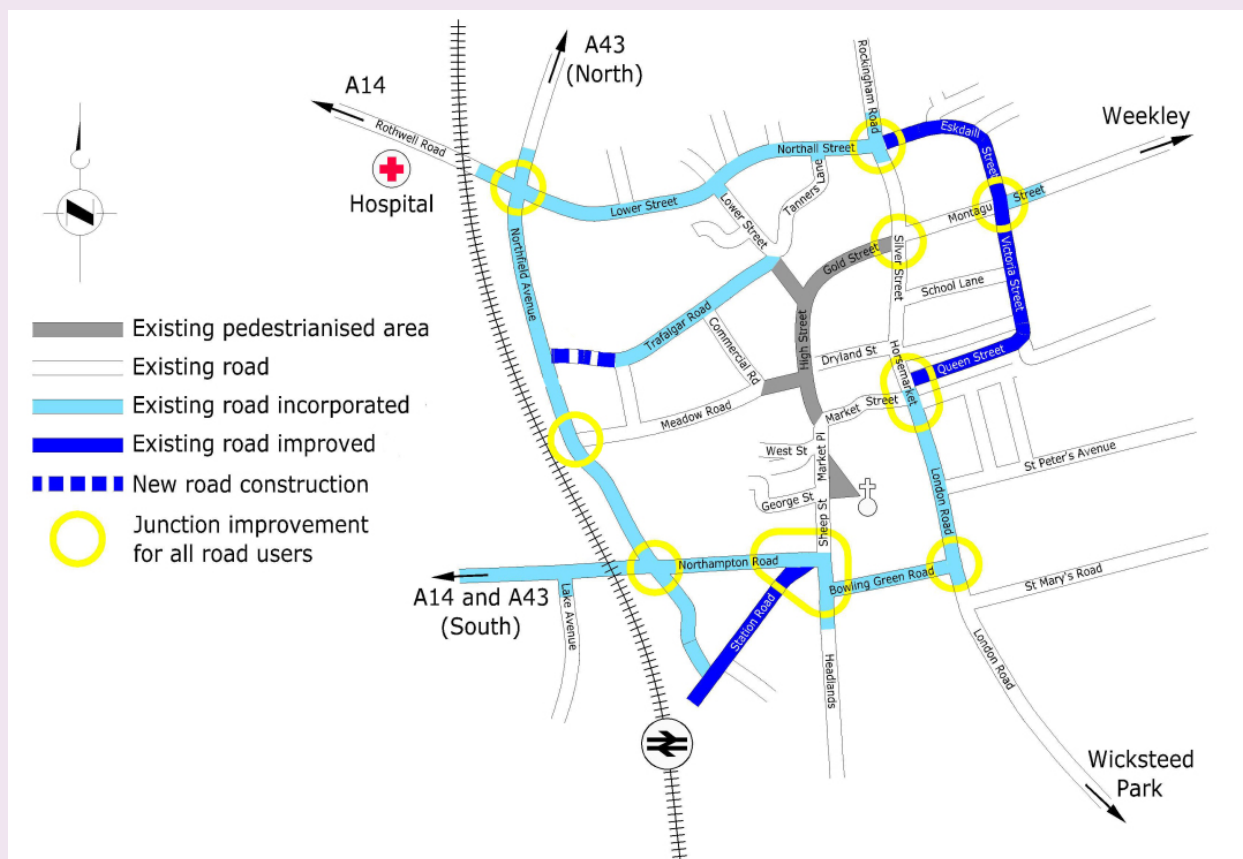 A43
(North)
A14
Rothwell Road
Hospital
Rockingham Road
Weekley
Eskdaill
Street
Northall Street
Tanners Lane
Lower Street
Lower Street
Montagu
Street
Gold Street
Silver Street
Victoria Street
School Lane
Northfield Avenue
Trafalgar Road
Commercial Rd
High Street
Dryland St
Horsemarket
Queen Street
Market
Street
Meadow Road
West St
Market Pl
George St
Sheep St
St Peter's Avenue
London Road
Northampton Road
Bowling Green Road
St Mary's Road
Station Road
Headlands
London Road
Lake Avenue
A14 and A43
(South)
Wicksteed
Park
Existing pedestrianised area
Existing road
Existing road incorporated
Existing road improved
New road construction
Junction improvement
for all road users